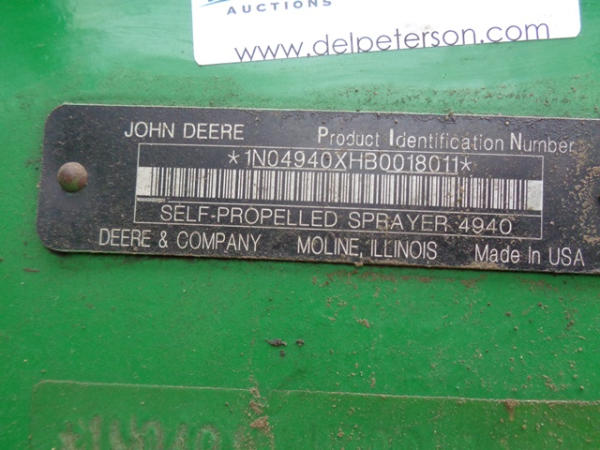 AUCTIONS
www.delpeterson.com
JOHN DEERE Product Identification Number
*1N04940XHB0018011*
SELF-PROPELLED SPRAYER 4940
DEERE & COMPANY MOLINE, ILLINOIS Made In USA